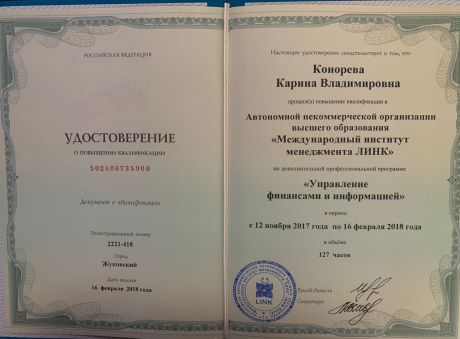 РОССИЙСКАЯ ФЕДЕРАЦИЯ
УДОСТОВЕРЕНИЕ
О ПОВЫШЕНИИ КВАЛИФИКАЦИИ
502406735900
Документ о квалификации
Регистрационный номер
2221-418
Город
Жуковский
Дата выдачи
16 февраля 2018 года
Настоящее удостоверение свидетельствует о том, что
Конорева
Карина Владимировна
прошел(а) повышение квалификации в
Автономной некоммерческой организации
высшего образования
«Международный институт
менеджмента ЛИНК»
по дополнительной профессиональной программе
«Управление
финансами и информацией»
в период
с 12 ноября 2017 года по 16 февраля 2018 года
в объёме
127 часов
Руководитель
Секретарь
LINK